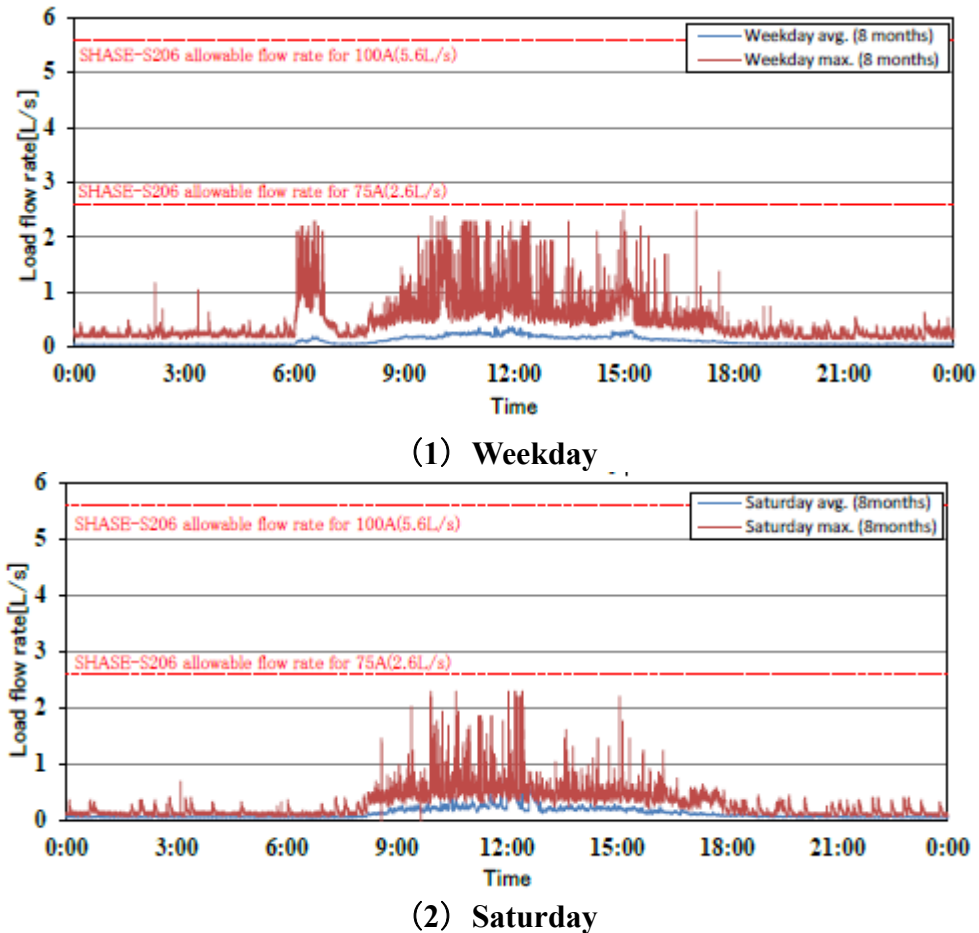 6
5
4
3
2
1
0
Load flow rate[L/s]
SHASE-S206 allowable flow rate for 100A(5.6L/s)
SHASE-S206 allowable flow rate for 75A(2.6L/s)
Weekday avg. (8 months)
Weekday max. (8 months)
0:00 3:00 6:00 9:00 12:00 15:00 18:00 21:00 0:00
Time
(1) Weekday
6
5
4
3
2
1
0
Load flow rate[L/s]
SHASE-S206 allowable flow rate for 100A(5.6L/s)
SHASE-S206 allowable flow rate for 75A(2.6L/s)
Saturday avg. (8months)
Saturday max. (8months)
0:00 3:00 6:00 9:00 12:00 15:00 18:00 21:00 0:00
Time
(2) Saturday